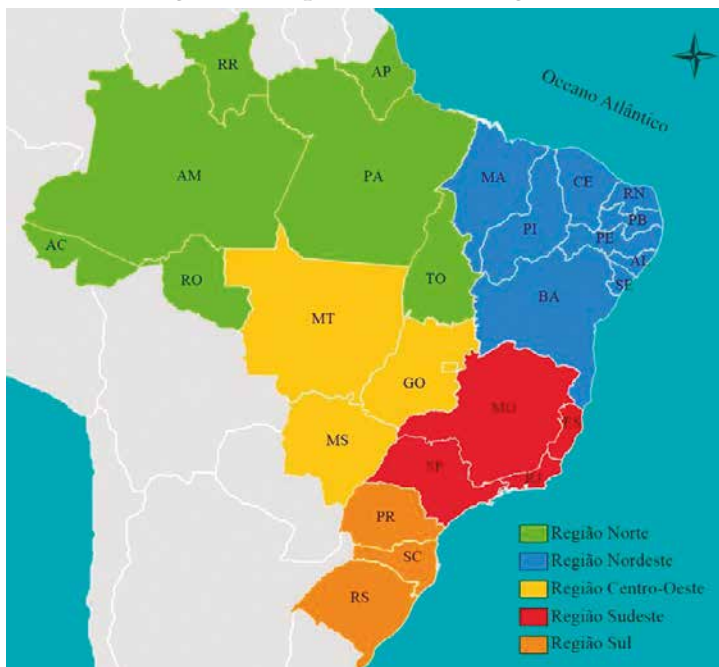 RR
AP
Occano Atlântico
AM
PA
MA
CE
RN
PB
PI
PE
AC
AL
RO
TO
SE
BA
MT
GO
MG
ES
MS
SP
RJ
PR
Região Norte
SC
Região Nordeste
Região Centro-Oeste
RS
Região Sudeste
Região Sul